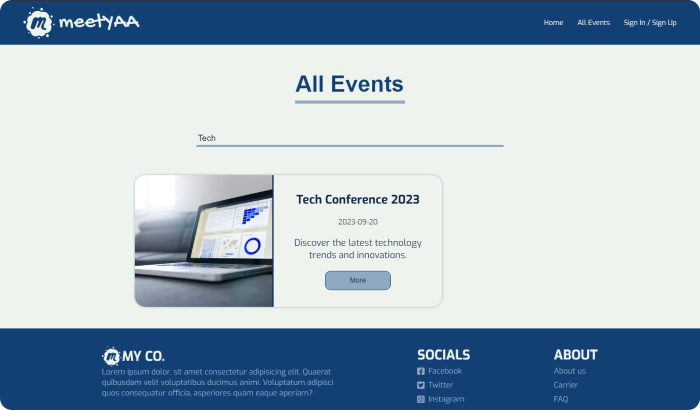 m meetyAA
Home All Events Sign In / Sign Up
All Events
Tech
Tech Conference 2023
2023-09-20
Discover the latest technology
trends and innovations.
More
m MY CO.
Lorem ipsum dolor, sit amet consectetur adipisicing elit. Quaerat
quibusdam velit voluptatibus ducimus animi. Voluptatum adipisci
quos consequatur officia, asperiores quam eaque aperiam?
SOCIALS
Facebook
Twitter
Instagram
ABOUT
About us
Carrier
FAQ